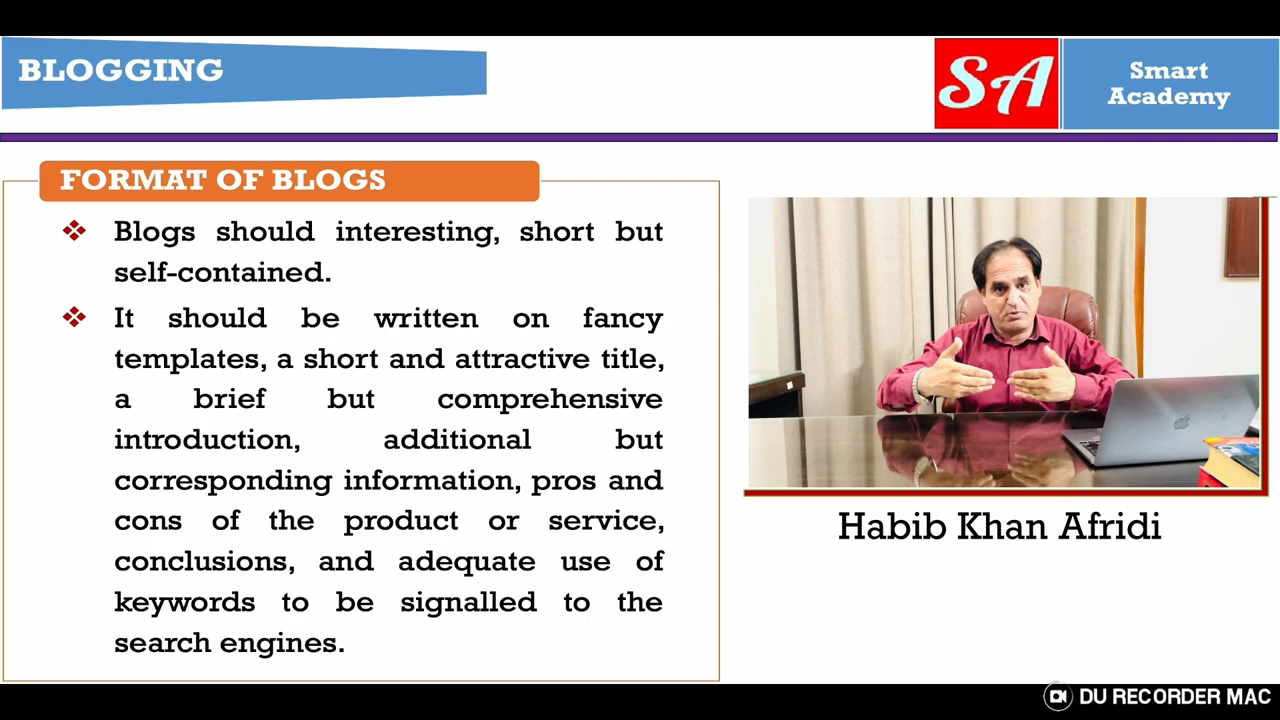 BLOGGING
SA
Smart
Academy
FORMAT OF BLOGS
❖ Blogs should interesting, short but
self-contained.
❖ It should be written on fancy
templates, a short and attractive title,
a brief but comprehensive
introduction, additional but
corresponding information, pros and
cons of the product or service,
conclusions, and adequate use of
keywords to be signalled to the
search engines.
Habib Khan Afridi
DU RECORDER MAC